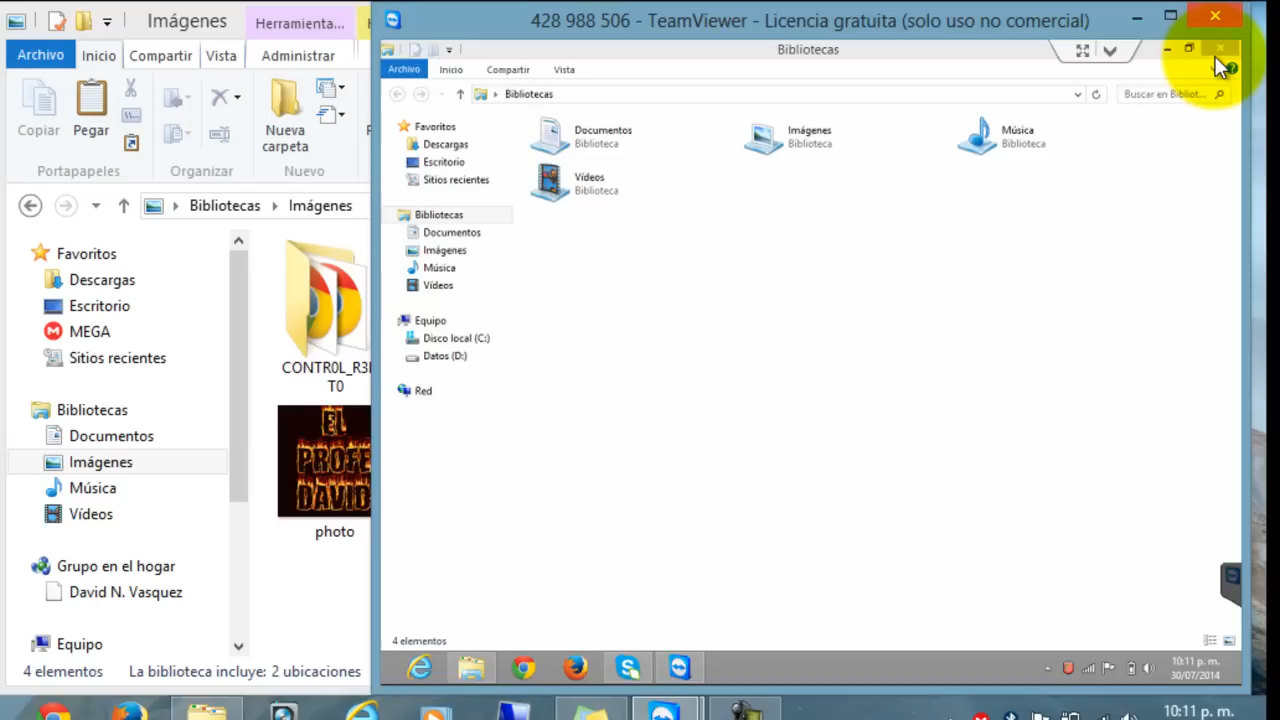 Imágenes
Herramienta...
Archivo
Inicio
Compartir
Vista
Administrar
Copiar
Pegar
Nueva
carpeta
Portapapeles
Organizar
Nuevo
Bibliotecas
Imágenes
Favoritos
Descargas
Escritorio
MEGA
Sitios recientes
Bibliotecas
Documentos
Imágenes
Música
Vídeos
Grupo en el hogar
David N. Vasquez
Equipo
CONTR0L_R3
T0
EL
PROFE
DAVID
photo
4 elementos
La biblioteca incluye: 2 ubicaciones
428 988 506 - TeamViewer - Licencia gratuita (solo uso no comercial)
Bibliotecas
Archivo
Inicio
Compartir
Vista
Bibliotecas
Buscar en Bibliot...
Favoritos
Descargas
Escritorio
Sitios recientes
Bibliotecas
Documentos
Imágenes
Música
Vídeos
Equipo
Disco local (C:)
Datos (D:)
Red
Documentos
Biblioteca
Imágenes
Biblioteca
Música
Biblioteca
Vídeos
Biblioteca
4 elementos
10:11 p. m.
30/07/2014
10:11 p. m.